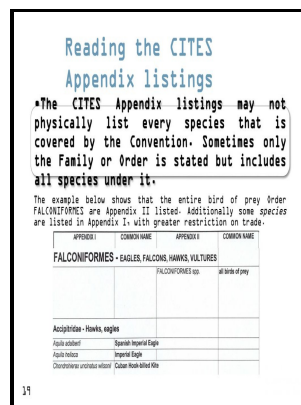 Reading the CITES
Appendix listings
▪The CITES Appendix listings may not
physically list every species that is
covered by the Convention. Sometimes only
the Family or Order is stated but includes
all species under it.
The example below shows that the entire bird of prey Order
FALCONIFORMES are Appendix II listed. Additionally some species
are listed in Appendix I, with greater restriction on trade.
APPENDIX I COMMON NAME APPENDIX II COMMON NAME
FALCONIFORMES - EAGLES, FALCONS, HAWKS, VULTURES
FALCONIFORMES spp. all birds of prey
Accipitridae - Hawks, eagles
Aquila adalberti Spanish Imperial Eagle
Aquila heliaca Imperial Eagle
Chondrohierax uncinatus wilsonii Cuban Hook-billed Kite
19